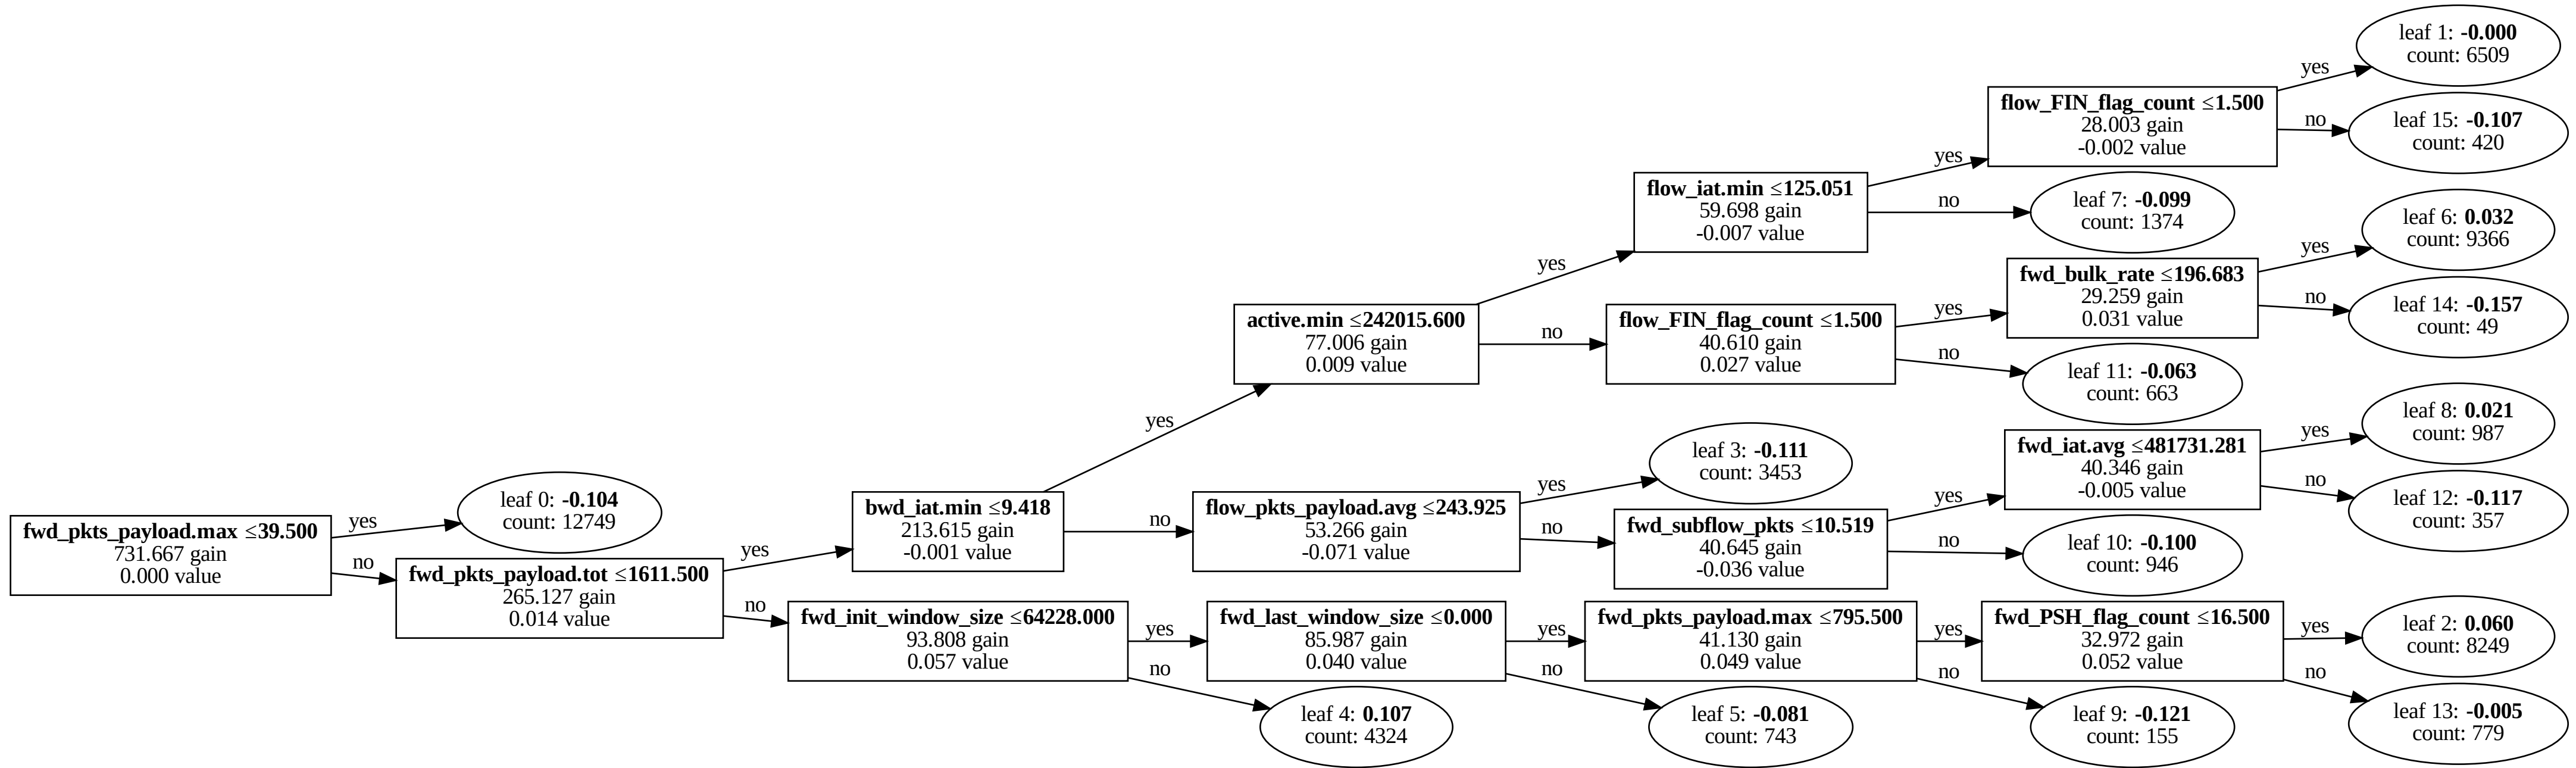 fwd_pkts_payload.max ≤39.500
731.667 gain
0.000 value
yes
no
leaf 0: -0.104
count: 12749
fwd_pkts_payload.tot ≤1611.500
265.127 gain
0.014 value
yes
no
bwd_iat.min ≤9.418
213.615 gain
-0.001 value
yes
no
fwd_init_window_size ≤64228.000
93.808 gain
0.057 value
yes
no
active.min ≤242015.600
77.006 gain
0.009 value
yes
no
flow_pkts_payload.avg ≤243.925
53.266 gain
-0.071 value
yes
no
fwd_last_window_size ≤0.000
85.987 gain
0.040 value
yes
no
leaf 4: 0.107
count: 4324
flow_iat.min ≤125.051
59.698 gain
-0.007 value
yes
no
flow_FIN_flag_count ≤1.500
40.610 gain
0.027 value
yes
no
leaf 3: -0.111
count: 3453
fwd_subflow_pkts ≤10.519
40.645 gain
-0.036 value
yes
no
fwd_pkts_payload.max ≤795.500
41.130 gain
0.049 value
yes
no
leaf 5: -0.081
count: 743
flow_FIN_flag_count ≤1.500
28.003 gain
-0.002 value
yes
no
leaf 7: -0.099
count: 1374
fwd_bulk_rate ≤196.683
29.259 gain
0.031 value
yes
no
leaf 11: -0.063
count: 663
fwd_iat.avg ≤481731.281
40.346 gain
-0.005 value
yes
no
leaf 10: -0.100
count: 946
fwd_PSH_flag_count ≤16.500
32.972 gain
0.052 value
yes
no
leaf 9: -0.121
count: 155
leaf 1: -0.000
count: 6509
leaf 15: -0.107
count: 420
leaf 6: 0.032
count: 9366
leaf 14: -0.157
count: 49
leaf 8: 0.021
count: 987
leaf 12: -0.117
count: 357
leaf 2: 0.060
count: 8249
leaf 13: -0.005
count: 779